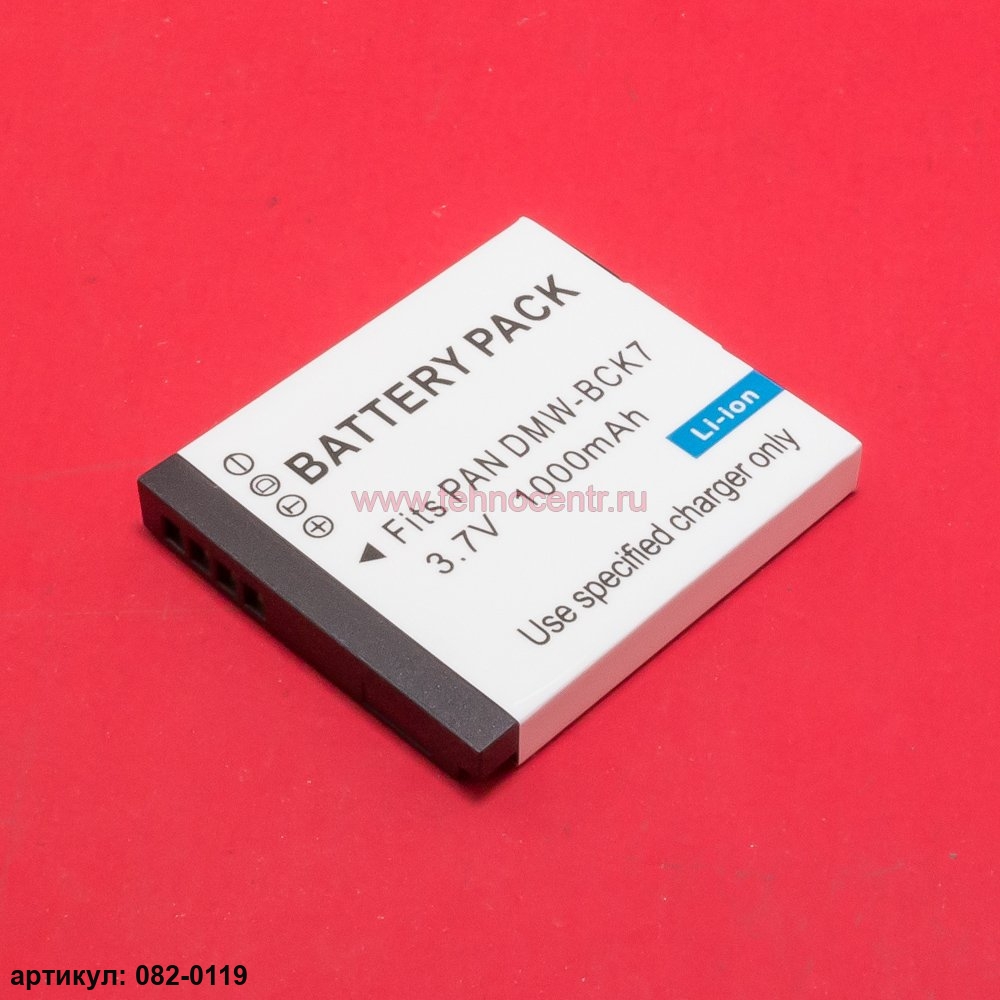 BATTERY PACK
⊖ D T ⊕
◀ Fits PAN DMW-BCK7
3.7V 1000mAh
Li-ion
Use specified charger only
www.tehnocentr.ru
артикул: 082-0119